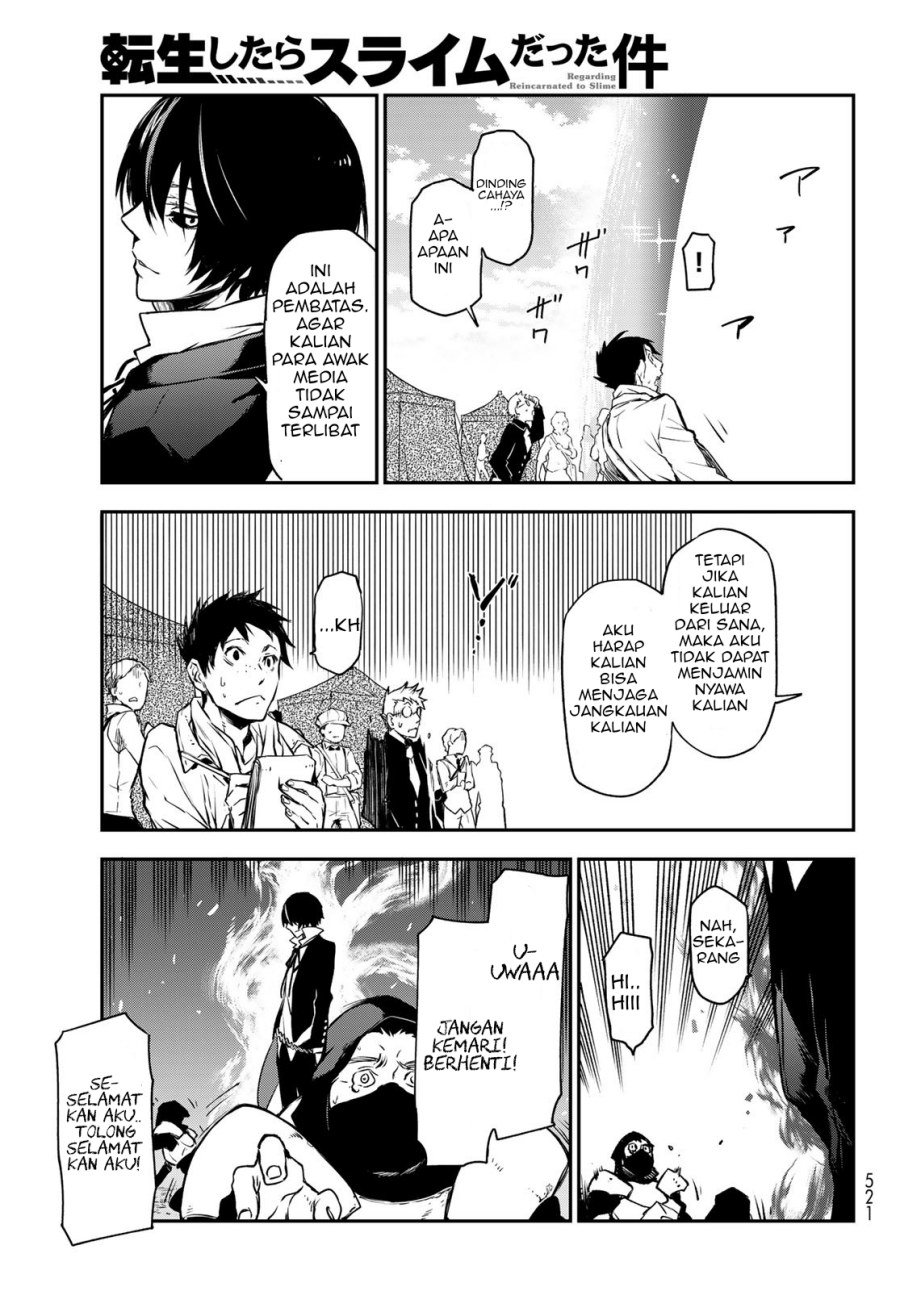 転生したらスライムだった件
Regarding
Reincarnated to Slime
ア
ア
ア
!
ザ
ワ
ザ
ワ
DINDING
CAHAYA
...!?
A-
APA
APAAN
INI
INI
ADALAH
PEMBATAS.
AGAR
KALIAN
PARA AWAK
MEDIA
TIDAK
SAMPAI
TERLIBAT
TETAPI
JIKA
KALIAN
KELUAR
DARI SANA,
MAKA AKU
TIDAK DAPAT
MENJAMIN
NYAWA
KALIAN
AKU
HARAP
KALIAN
BISA
MENJAGA
JANGKAUAN
KALIAN
...KH
NAH,
SEKA-
RANG
HI..
HIII
U-
UWAAA
JANGAN
KEMARI!
BERHENTI!
SE-
SELAMAT
KAN AKU..
TOLONG
SELAMAT
KAN AKU!
521